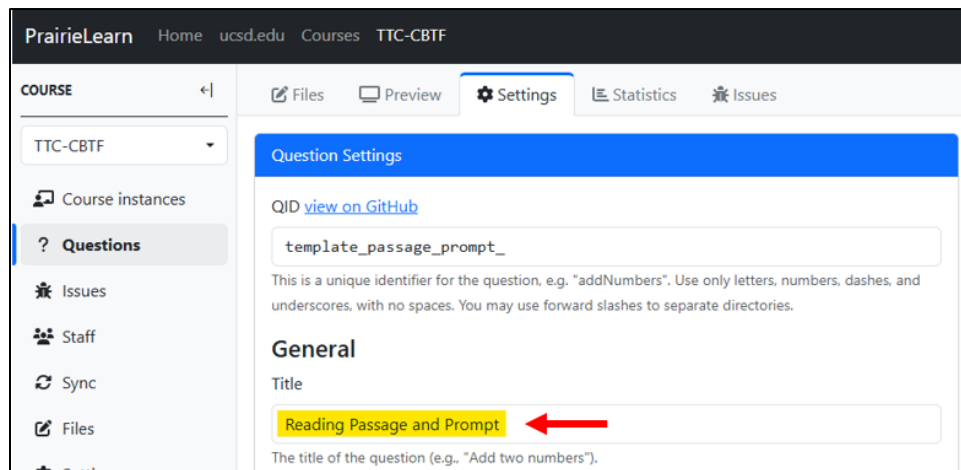 PrairieLearn Home ucsd.edu Courses TTC-CBTF
COURSE
Files Preview Settings Statistics Issues
TTC-CBTF
Question Settings
Course instances
QID view on GitHub
? Questions
template_passage_prompt_
This is a unique identifier for the question, e.g. "addNumbers". Use only letters, numbers, dashes, and
Issues
underscores, with no spaces. You may use forward slashes to separate directories.
Staff
General
Sync
Title
Files
Reading Passage and Prompt
The title of the question (e.g., "Add two numbers").